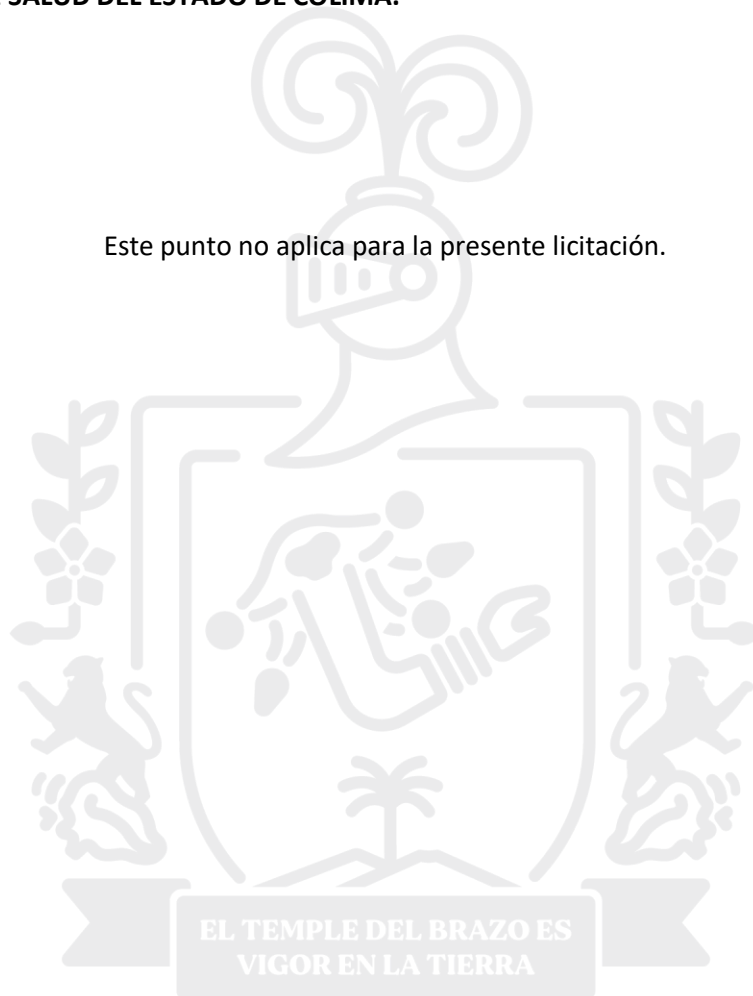 SALUD DEL ESTADO DE COLIMA.
Este punto no aplica para la presente licitación.
EL TEMPLE DEL BRAZO ES
VIGOR EN LA TIERRA